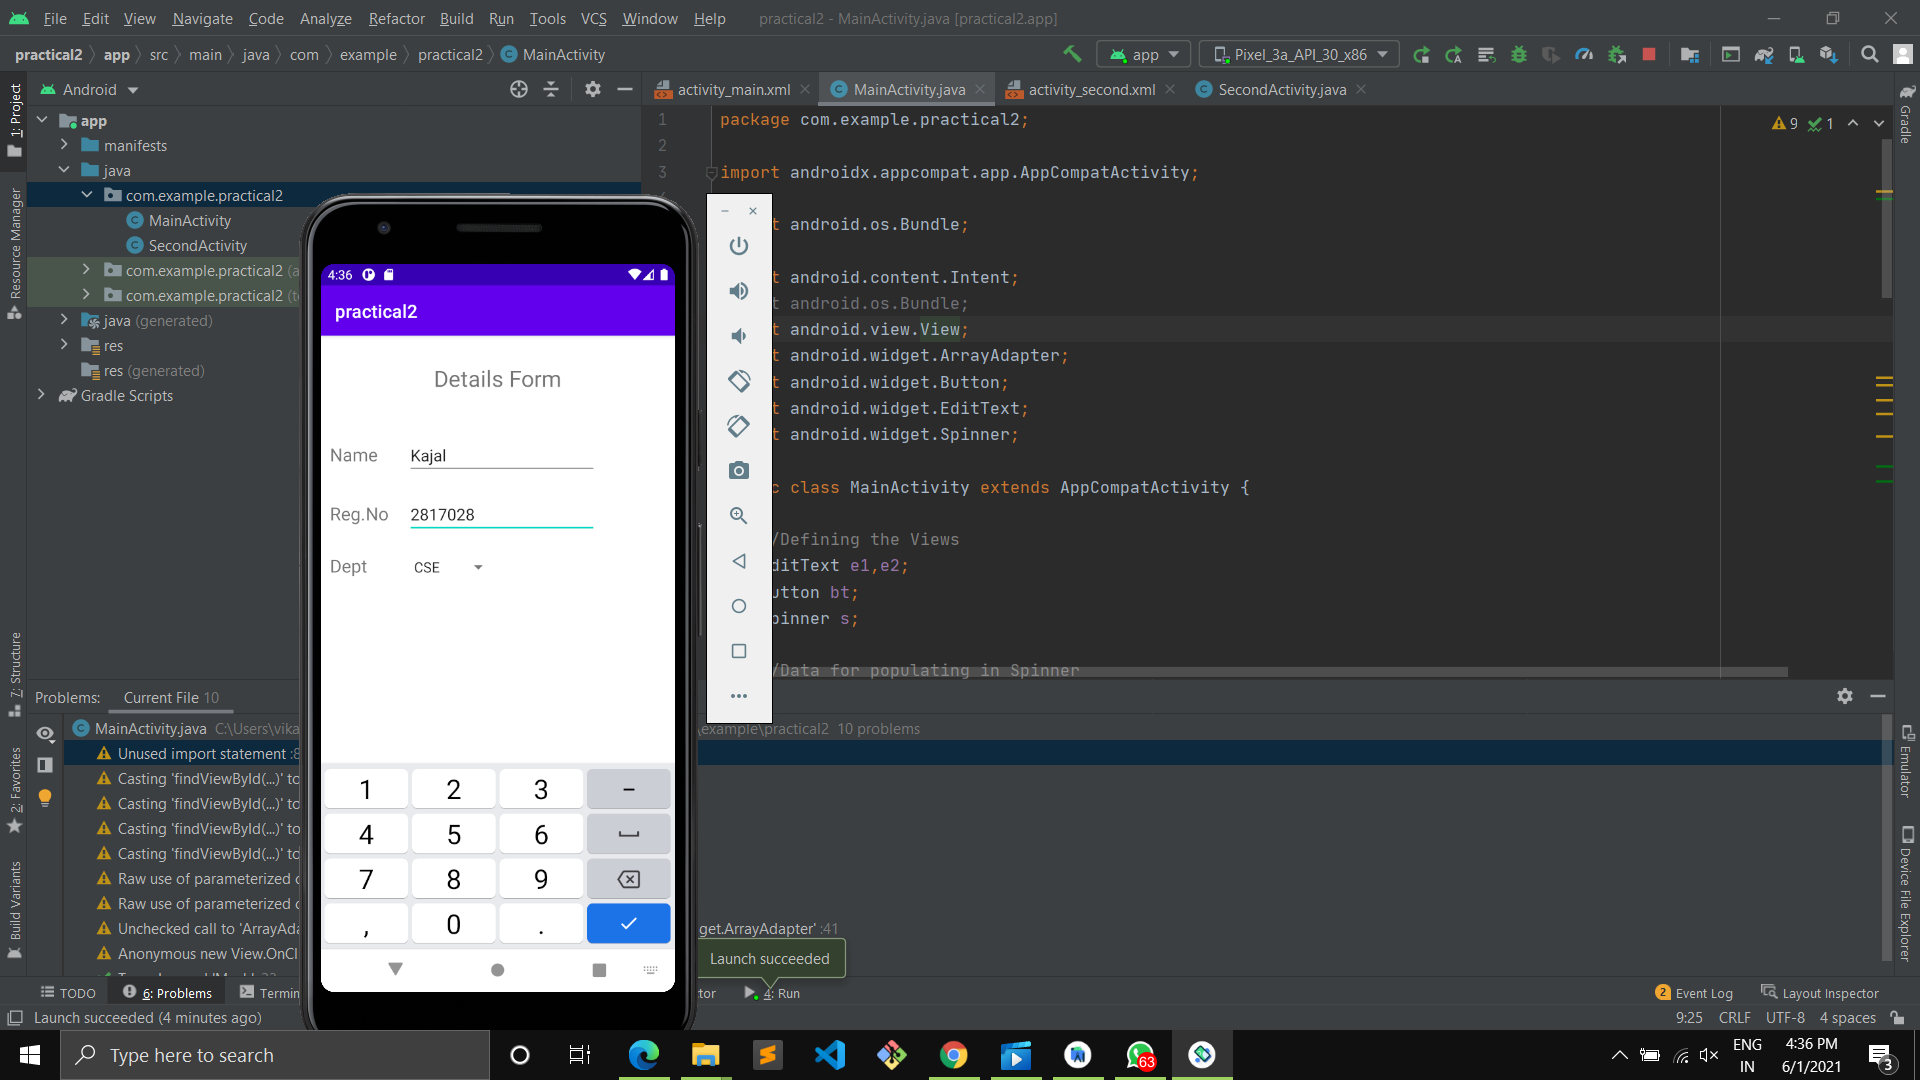 File Edit View Navigate Code Analyze Refactor Build Run Tools VCS Window Help practical2 - MainActivity.java [practical2.app]
practical2 app src main java com example practical2 MainActivity app Pixel_3a_API_30_x86
Android
activity_main.xml MainActivity.java activity_second.xml SecondActivity.java
1: Project
Resource Manager
7: Structure
2: Favorites
Build Variants
app
manifests
java
com.example.practical2
MainActivity
SecondActivity
com.example.practical2 (a
com.example.practical2 (t
java (generated)
res
res (generated)
Gradle Scripts
1 package com.example.practical2;
2
3 import androidx.appcompat.app.AppCompatActivity;
t android.os.Bundle;
t android.content.Intent;
t android.os.Bundle;
t android.view.View;
t android.widget.ArrayAdapter;
t android.widget.Button;
t android.widget.EditText;
t android.widget.Spinner;
c class MainActivity extends AppCompatActivity {
/Defining the Views
ditText e1,e2;
utton bt;
pinner s;
/Data for populating in Spinner
9 1
Gradle
Emulator
Device File Explorer
4:36
practical2
Details Form
Name Kajal
Reg.No 2817028
Dept CSE
1 2 3 -
4 5 6
7 8 9
, 0 .
Problems: Current File 10
MainActivity.java C:\Users\vika
\example\practical2 10 problems
Unused import statement :8
Casting 'findViewById(...)' to
Casting 'findViewById(...)' to
Casting 'findViewById(...)' to
Casting 'findViewById(...)' to
Raw use of parameterized c
Raw use of parameterized c
Unchecked call to 'ArrayAda
get.ArrayAdapter' :41
Anonymous new View.OnCl
Launch succeeded
TODO 6: Problems Termin
tor 4: Run
2 Event Log Layout Inspector
Launch succeeded (4 minutes ago)
9:25 CRLF UTF-8 4 spaces
Type here to search
63
ENG
IN
4:36 PM
6/1/2021
3